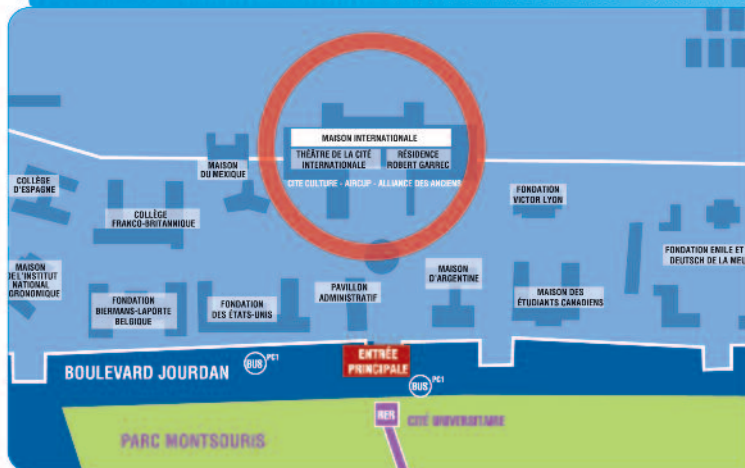 MAISON INTERNATIONALE
THÉÂTRE DE LA CITÉ
INTERNATIONALE
RÉSIDENCE
ROBERT GARREC
CITE CULTURE - AIRCUP - ALLIANCE DES ANCIENS
MAISON
DU MEXIQUE
COLLÈGE
D'ESPAGNE
COLLÈGE
FRANCO-BRITANNIQUE
FONDATION
VICTOR LYON
FONDATION ENILE ET
DEUTSCH DE LA MEU
MAISON
DE L'INSTITUT
NATIONAL
GRONOMIQUE
FONDATION
BIERMANS-LAPORTE
BELGIQUE
FONDATION
DES ÉTATS-UNIS
PAVILLON
ADMINISTRATIF
MAISON
D'ARGENTINE
MAISON DES
ÉTUDIANTS CANADIENS
ENTRÉE
PRINCIPALE
BOULEVARD JOURDAN
BUS PC1
BUS PC1
RER
CITÉ UNIVERSITAIRE
PARC MONTSOURIS